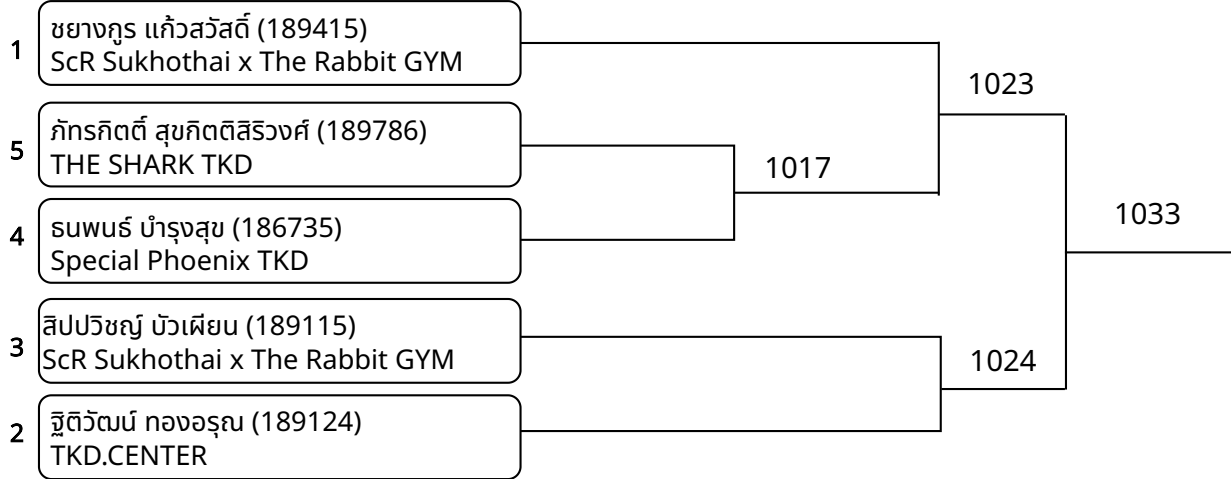 1
ชยางกูร แก้วสวัสดิ์ (189415)
ScR Sukhothai x The Rabbit GYM
5
ภัทรกิตติ์ สุขกิตติสิริวงศ์ (189786)
THE SHARK TKD
4
ธนพนธ์ บำรุงสุข (186735)
Special Phoenix TKD
3
สิปปวิชญ์ บัวเผียน (189115)
ScR Sukhothai x The Rabbit GYM
2
ฐิติวัฒน์ ทองอรุณ (189124)
TKD.CENTER
1017
1023
1024
1033